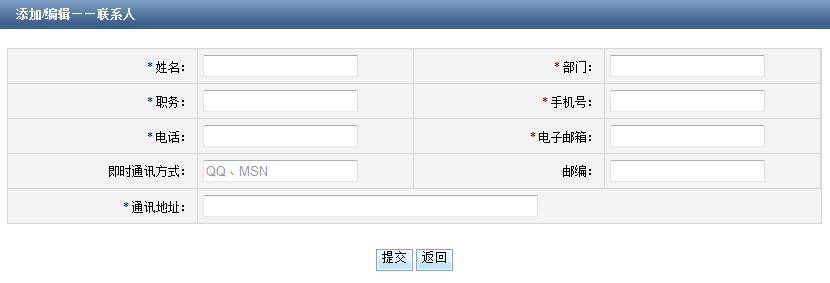 添加/编辑－－联系人
*姓名： *部门：
*职务： *手机号：
*电话： *电子邮箱：
即时通讯方式： QQ、MSN 邮编：
*通讯地址：
提交 返回